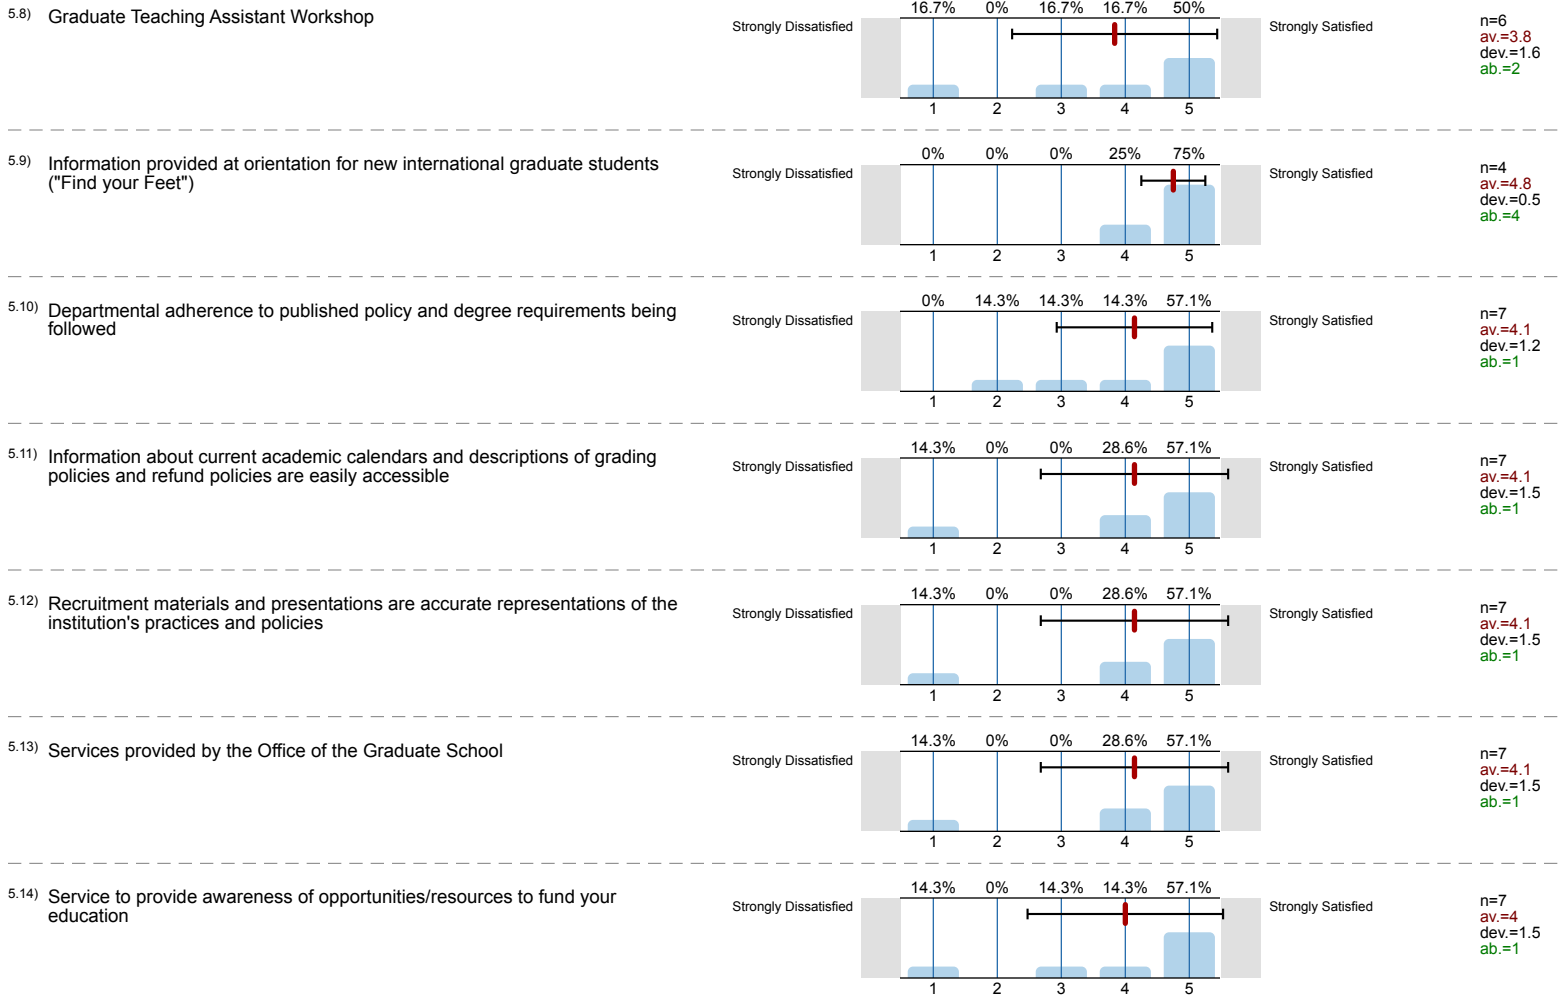 5.8) Graduate Teaching Assistant Workshop
16.7% 0% 16.7% 16.7% 50%
Strongly Dissatisfied Strongly Satisfied
n=6
av.=3.8
dev.=1.6
ab.=2
1 2 3 4 5
5.9) Information provided at orientation for new international graduate students
("Find your Feet")
0% 0% 0% 25% 75%
Strongly Dissatisfied Strongly Satisfied
n=4
av.=4.8
dev.=0.5
ab.=4
1 2 3 4 5
5.10) Departmental adherence to published policy and degree requirements being
followed
0% 14.3% 14.3% 14.3% 57.1%
Strongly Dissatisfied Strongly Satisfied
n=7
av.=4.1
dev.=1.2
ab.=1
1 2 3 4 5
5.11) Information about current academic calendars and descriptions of grading
policies and refund policies are easily accessible
14.3% 0% 0% 28.6% 57.1%
Strongly Dissatisfied Strongly Satisfied
n=7
av.=4.1
dev.=1.5
ab.=1
1 2 3 4 5
5.12) Recruitment materials and presentations are accurate representations of the
institution's practices and policies
14.3% 0% 0% 28.6% 57.1%
Strongly Dissatisfied Strongly Satisfied
n=7
av.=4.1
dev.=1.5
ab.=1
1 2 3 4 5
5.13) Services provided by the Office of the Graduate School
14.3% 0% 0% 28.6% 57.1%
Strongly Dissatisfied Strongly Satisfied
n=7
av.=4.1
dev.=1.5
ab.=1
1 2 3 4 5
5.14) Service to provide awareness of opportunities/resources to fund your
education
14.3% 0% 14.3% 14.3% 57.1%
Strongly Dissatisfied Strongly Satisfied
n=7
av.=4
dev.=1.5
ab.=1
1 2 3 4 5